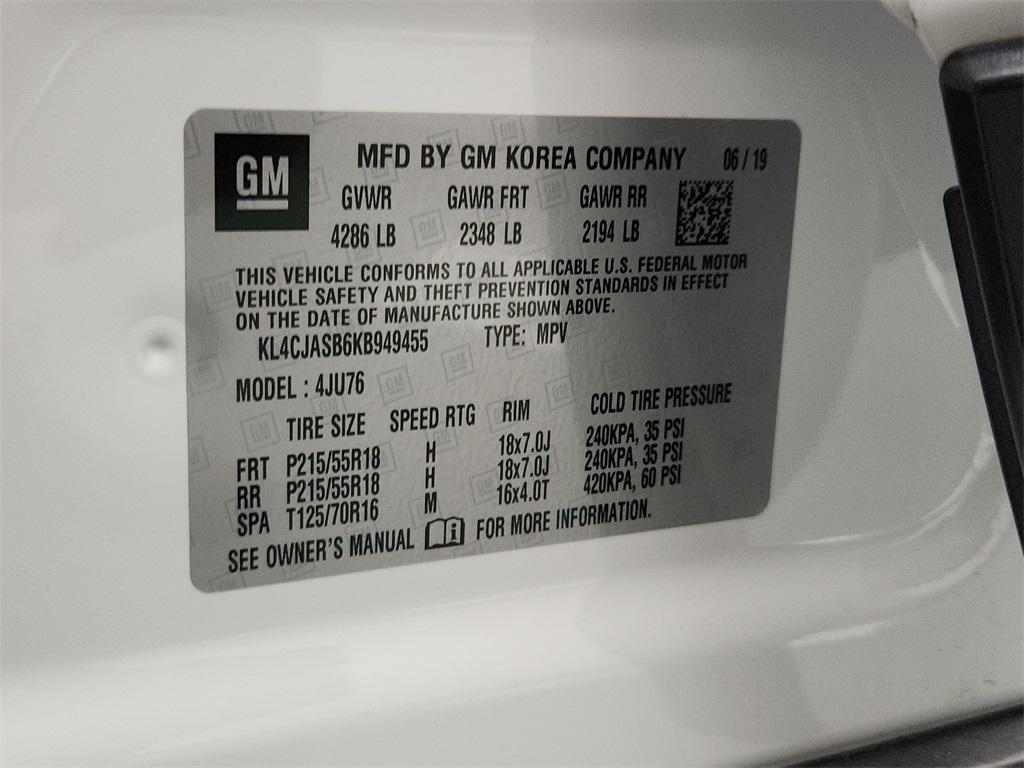 GM
MFD BY GM KOREA COMPANY 06/19
GVWR GAWR FRT GAWR RR
4286 LB 2348 LB 2194 LB
THIS VEHICLE CONFORMS TO ALL APPLICABLE U.S. FEDERAL MOTOR
VEHICLE SAFETY AND THEFT PREVENTION STANDARDS IN EFFECT
ON THE DATE OF MANUFACTURE SHOWN ABOVE.
KL4CJASB6KB949455 TYPE: MPV
MODEL : 4JU76
TIRE SIZE SPEED RTG RIM COLD TIRE PRESSURE
FRT P215/55R18 H 18x7.0J 240KPA, 35 PSI
RR P215/55R18 H 18x7.0J 240KPA, 35 PSI
SPA T125/70R16 M 16x4.0T 420KPA, 60 PSI
SEE OWNER'S MANUAL FOR MORE INFORMATION.